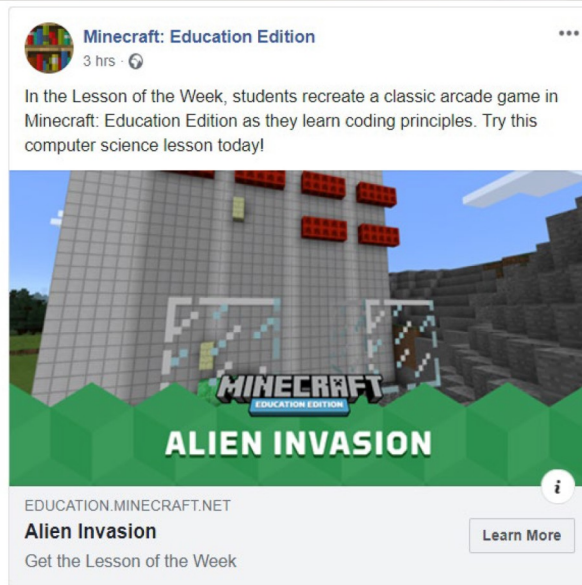 Minecraft: Education Edition
3 hrs ·
In the Lesson of the Week, students recreate a classic arcade game in
Minecraft: Education Edition as they learn coding principles. Try this
computer science lesson today!
MINECRAFT
EDUCATION EDITION
ALIEN INVASION
i
EDUCATION.MINECRAFT.NET
Alien Invasion
Learn More
Get the Lesson of the Week